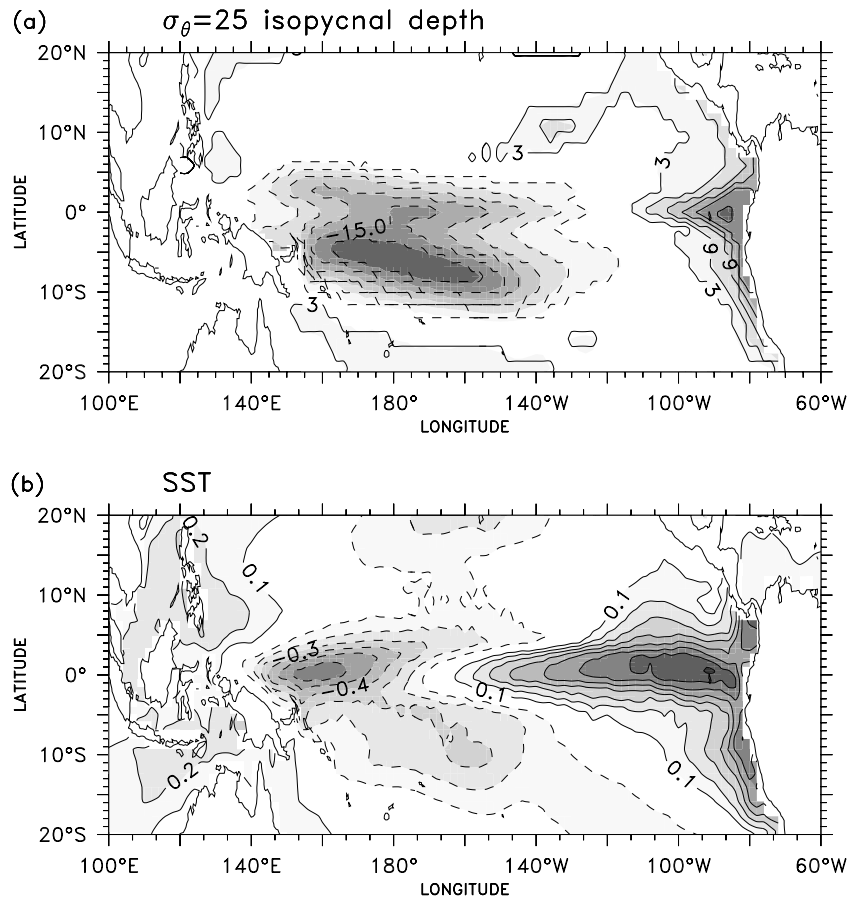 (a) σθ=25 isopycnal depth
20°N
10°N
0°
10°S
20°S
LATITUDE
3
3
3
-15.0
3
6
9
3
100°E 140°E 180° 140°W 100°W 60°W
LONGITUDE
(b) SST
20°N
10°N
0°
10°S
20°S
LATITUDE
0.2
0.1
0.1
-0.3
-0.4
0.1
0.2
0.1
100°E 140°E 180° 140°W 100°W 60°W
LONGITUDE